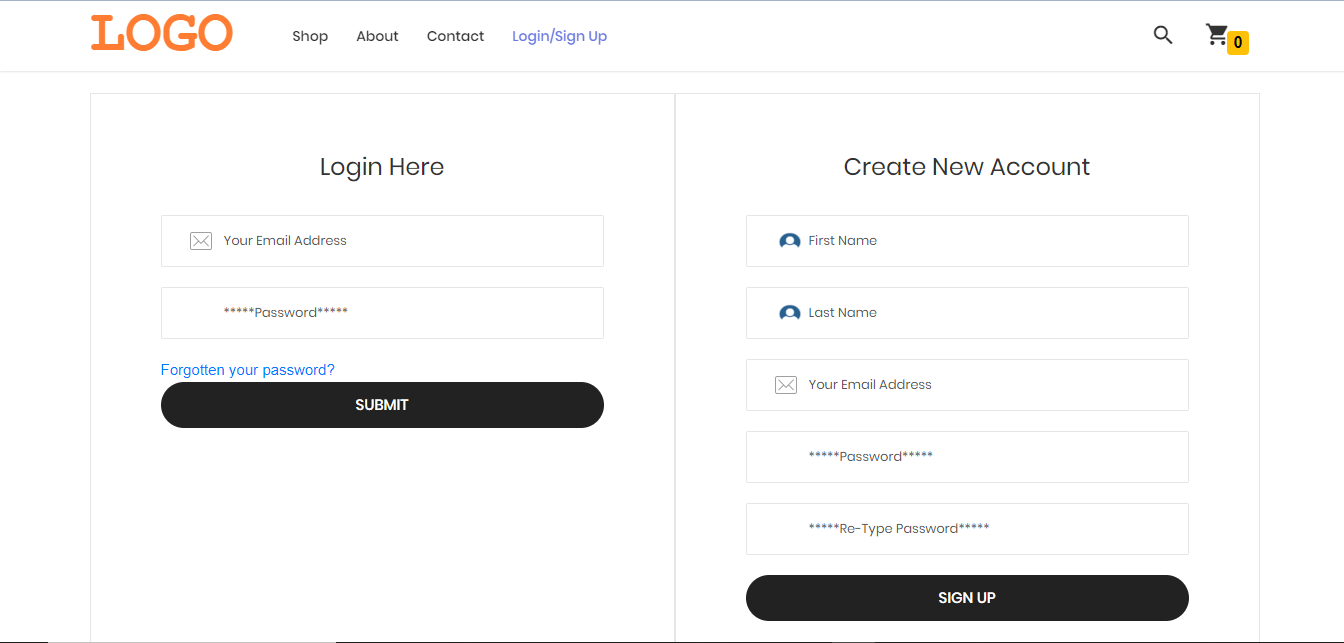 LOGO
Shop About Contact Login/Sign Up
0
Login Here
Your Email Address
*****Password*****
Forgotten your password?
SUBMIT
Create New Account
First Name
Last Name
Your Email Address
*****Password*****
*****Re-Type Password*****
SIGN UP